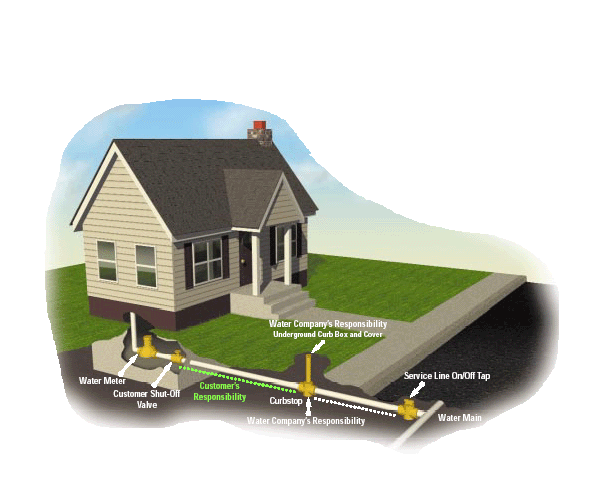 Water Company's Responsibility
Underground Curb Box and Cover
Service Line On/Off Tap
Water Meter
Customer Shut-Off
Valve
Customer's
Responsibility
Curbstop
Water Company's Responsibility
Water Main